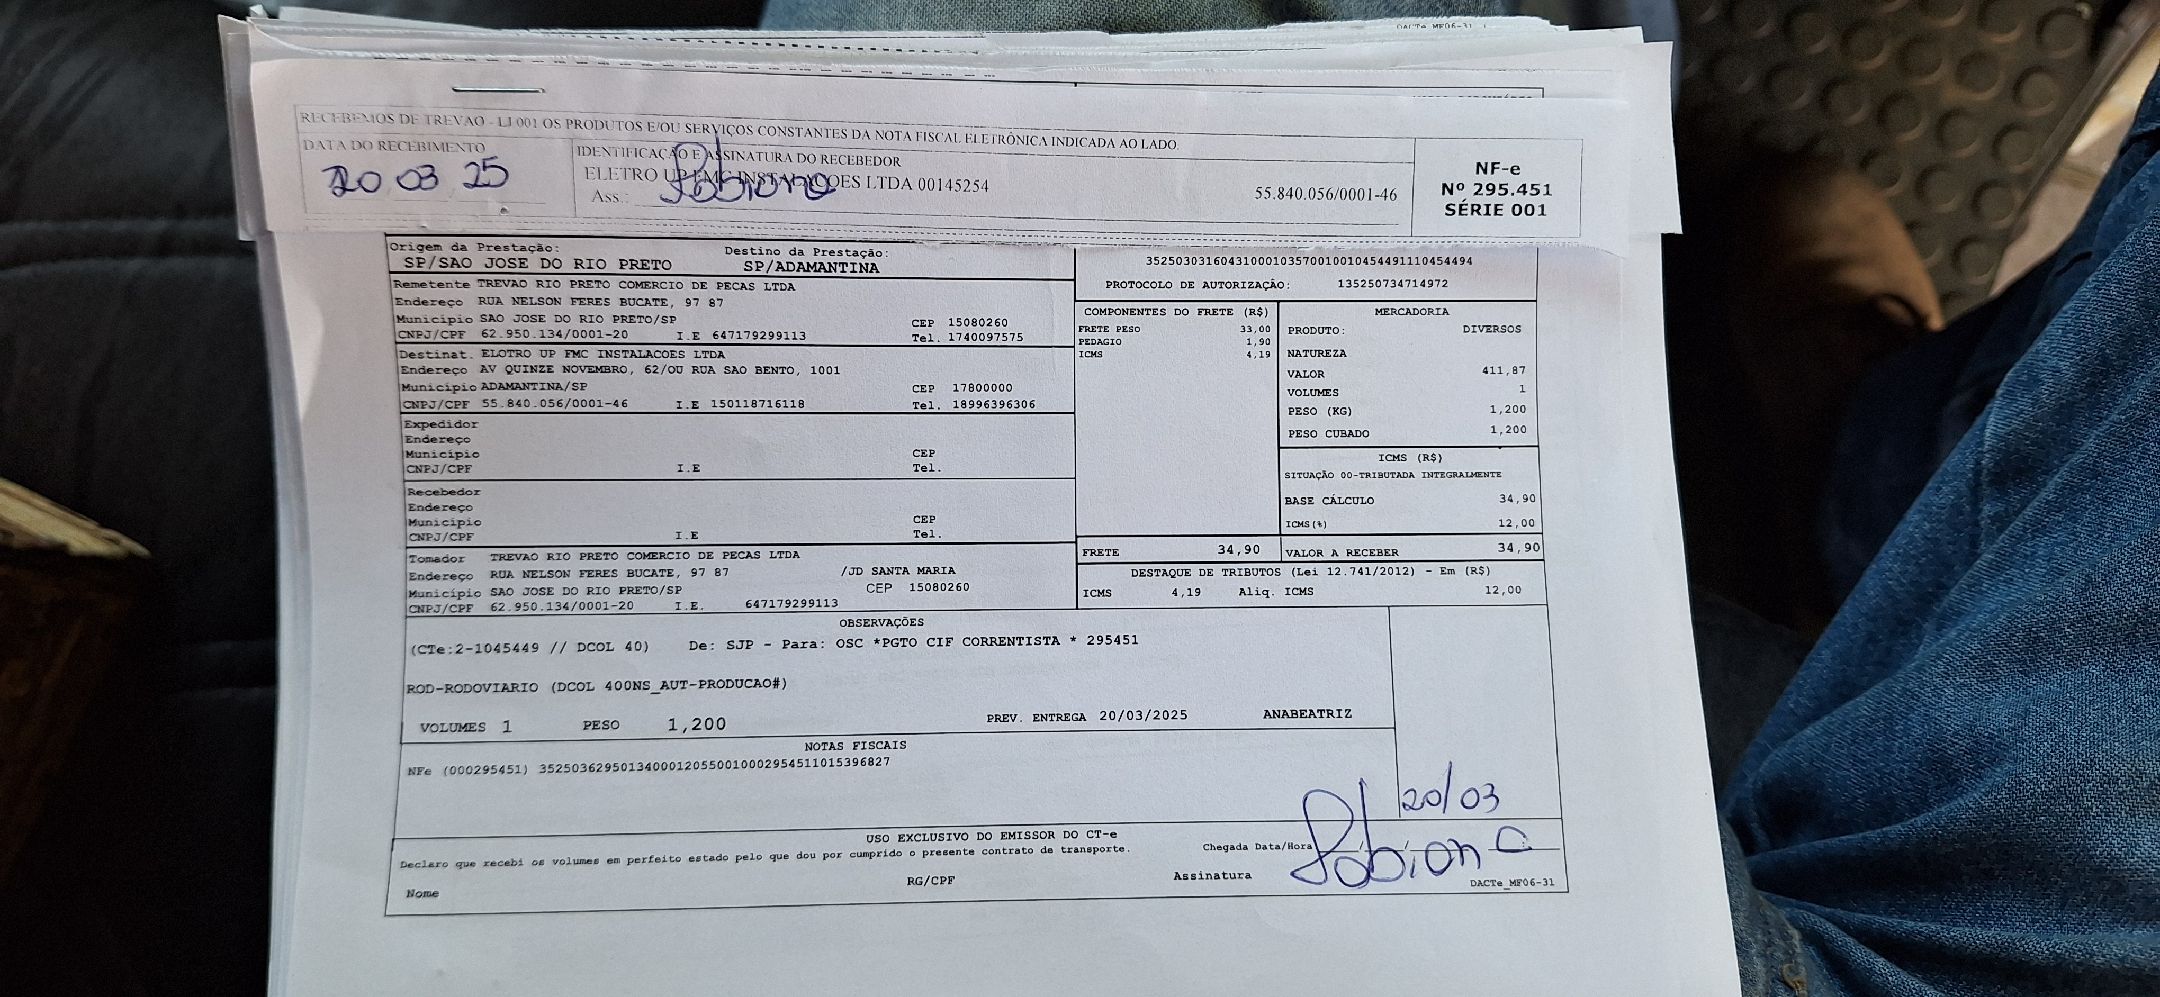 DACTe_MF06-31
RECEBEMOS DE TREVAO - LJ 001 OS PRODUTOS E/OU SERVIÇOS CONSTANTES DA NOTA FISCAL ELETRÔNICA INDICADA AO LADO.
DATA DO RECEBIMENTO
20 03 25
IDENTIFICAÇÃO E ASSINATURA DO RECEBEDOR
ELETRO UP FMC INSTALAÇOES LTDA 00145254
55.840.056/0001-46
Ass.: Fabiana
NF-e
Nº 295.451
SÉRIE 001
Origem da Prestação: Destino da Prestação:
SP/SAO JOSE DO RIO PRETO SP/ADAMANTINA
Remetente TREVAO RIO PRETO COMERCIO DE PECAS LTDA
Endereço RUA NELSON FERES BUCATE, 97 87
Município SAO JOSE DO RIO PRETO/SP CEP 15080260
CNPJ/CPF 62.950.134/0001-20 I.E 647179299113 Tel. 1740097575
Destinat. ELOTRO UP FMC INSTALACOES LTDA
Endereço AV QUINZE NOVEMBRO, 62/OU RUA SAO BENTO, 1001
Município ADAMANTINA/SP CEP 17800000
CNPJ/CPF 55.840.056/0001-46 I.E 150118716118 Tel. 18996396306
Expedidor
Endereço
Município CEP
CNPJ/CPF I.E Tel.
Recebedor
Endereço
Município CEP
CNPJ/CPF I.E Tel.
Tomador TREVAO RIO PRETO COMERCIO DE PECAS LTDA
Endereço RUA NELSON FERES BUCATE, 97 87 /JD SANTA MARIA
Município SAO JOSE DO RIO PRETO/SP CEP 15080260
CNPJ/CPF 62.950.134/0001-20 I.E. 647179299113
35250303160431000103570010010454491110454494
PROTOCOLO DE AUTORIZAÇÃO: 135250734714972
COMPONENTES DO FRETE (R$)
FRETE PESO 33,00
PEDAGIO 1,90
ICMS 4,19
MERCADORIA
PRODUTO: DIVERSOS
NATUREZA
VALOR 411,87
VOLUMES 1
PESO (KG) 1,200
PESO CUBADO 1,200
ICMS (R$)
SITUAÇÃO 00-TRIBUTADA INTEGRALMENTE
BASE CÁLCULO 34,90
ICMS(%) 12,00
FRETE 34,90 VALOR A RECEBER 34,90
DESTAQUE DE TRIBUTOS (Lei 12.741/2012) - Em (R$)
ICMS 4,19 Aliq. ICMS 12,00
OBSERVAÇÕES
(CTe:2-1045449 // DCOL 40) De: SJP - Para: OSC *PGTO CIF CORRENTISTA * 295451
ROD-RODOVIARIO (DCOL 400NS_AUT-PRODUCAO#)
VOLUMES 1 PESO 1,200 PREV. ENTREGA 20/03/2025 ANABEATRIZ
NOTAS FISCAIS
NFe (000295451) 35250362950134000120550010002954511015396827
20/03
USO EXCLUSIVO DO EMISSOR DO CT-e
Declaro que recebi os volumes em perfeito estado pelo que dou por cumprido o presente contrato de transporte.
Chegada Data/Hora / /
Nome RG/CPF Assinatura Fabiana
DACTe_MF06-31